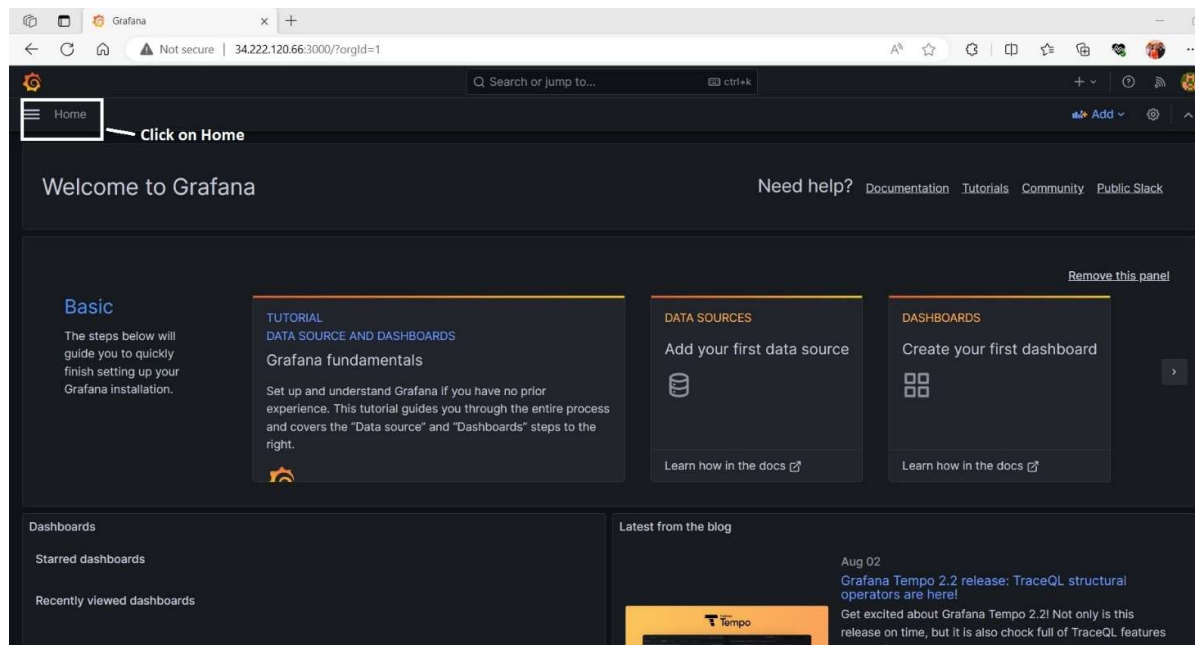 Grafana
Not secure | 34.222.120.66:3000/?orgId=1
Search or jump to... ctrl+k
Home
Add
Click on Home
Welcome to Grafana
Need help? Documentation Tutorials Community Public Slack
Remove this panel
Basic
The steps below will
guide you to quickly
finish setting up your
Grafana installation.
TUTORIAL
DATA SOURCE AND DASHBOARDS
Grafana fundamentals
Set up and understand Grafana if you have no prior
experience. This tutorial guides you through the entire process
and covers the “Data source” and “Dashboards” steps to the
right.
DATA SOURCES
Add your first data source
Learn how in the docs
DASHBOARDS
Create your first dashboard
Learn how in the docs
Dashboards
Starred dashboards
Recently viewed dashboards
Latest from the blog
Aug 02
Grafana Tempo 2.2 release: TraceQL structural
operators are here!
Get excited about Grafana Tempo 2.2! Not only is this
release on time, but it is also chock full of TraceQL features
Tempo